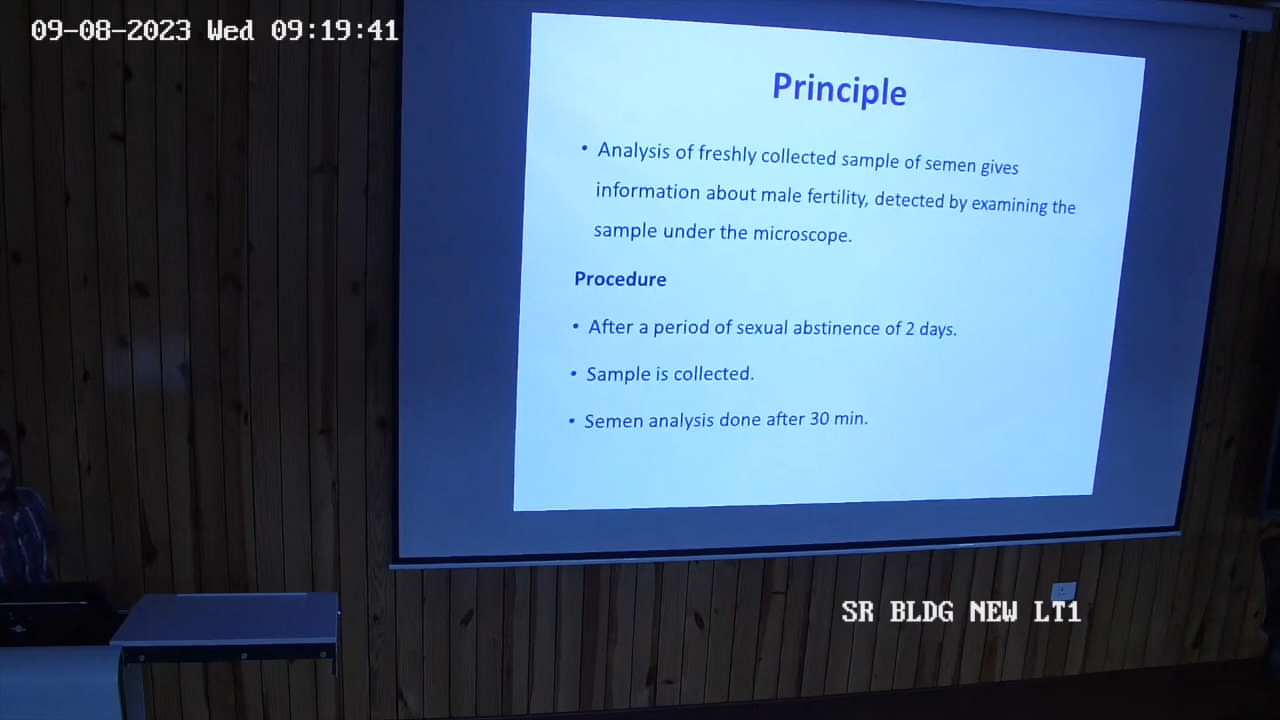 09-08-2023 Wed 09:19:41
Principle
• Analysis of freshly collected sample of semen gives
information about male fertility, detected by examining the
sample under the microscope.
Procedure
• After a period of sexual abstinence of 2 days.
• Sample is collected.
• Semen analysis done after 30 min.
SR BLDG NEW LT1